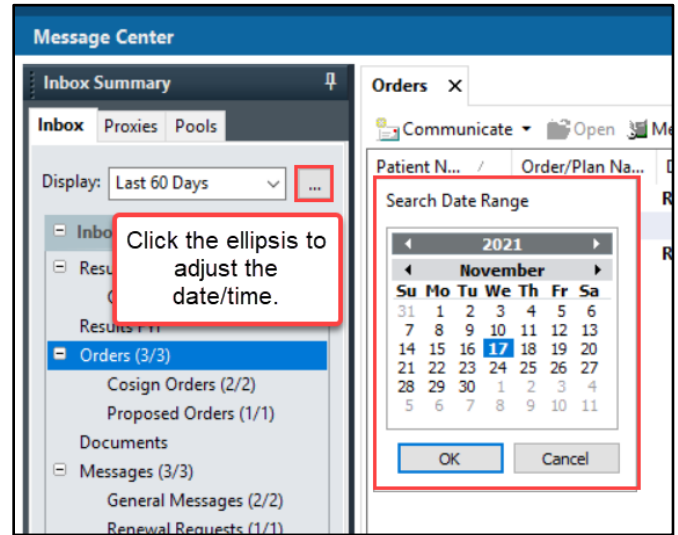 Message Center
Inbox Summary
Inbox Proxies Pools
Display: Last 60 Days ...
Click the ellipsis to
adjust the
date/time.
Inbo
Resu
Results FYI
Orders (3/3)
Cosign Orders (2/2)
Proposed Orders (1/1)
Documents
Messages (3/3)
General Messages (2/2)
Renewal Requests (1/1)
Orders X
Communicate Open Me
Patient N... Order/Plan Na... D
Search Date Range
2021
November
Su Mo Tu We Th Fr Sa
31 1 2 3 4 5 6
7 8 9 10 11 12 13
14 15 16 17 18 19 20
21 22 23 24 25 26 27
28 29 30 1 2 3 4
5 6 7 8 9 10 11
OK Cancel
R
R